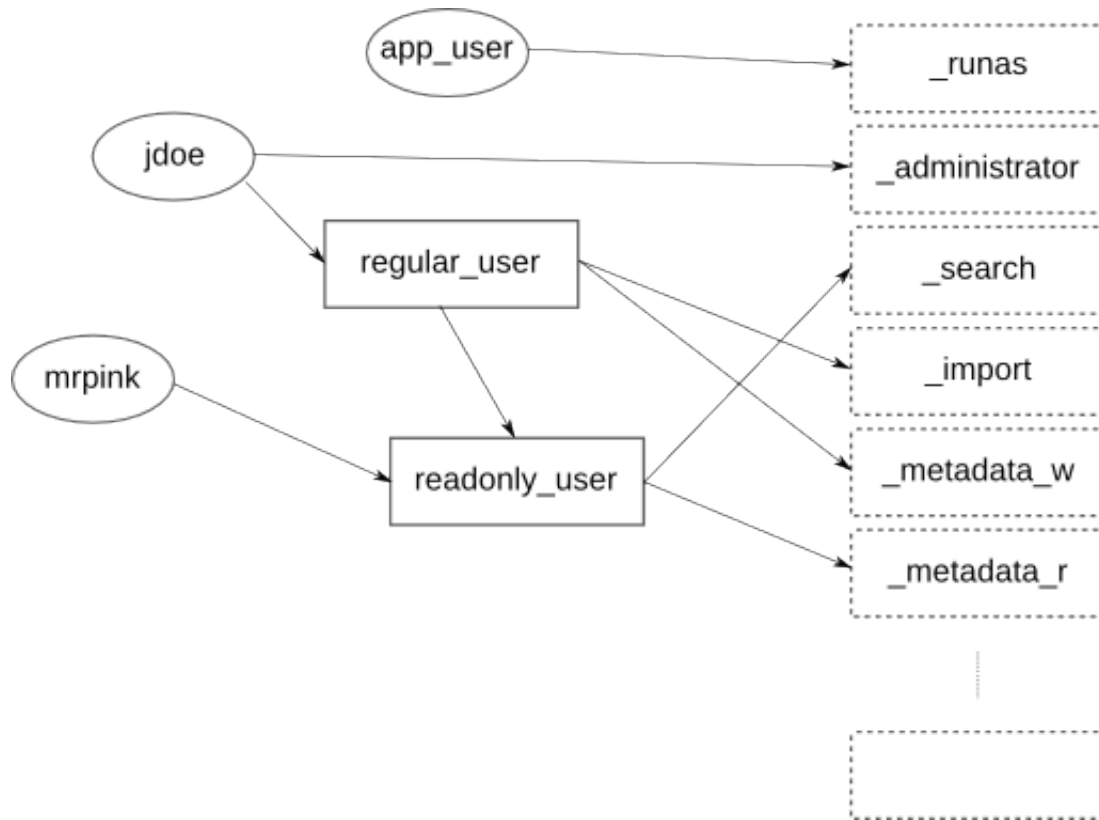 app_user
_runas
jdoe
_administrator
regular_user
_search
mrpink
_import
readonly_user
_metadata_w
_metadata_r